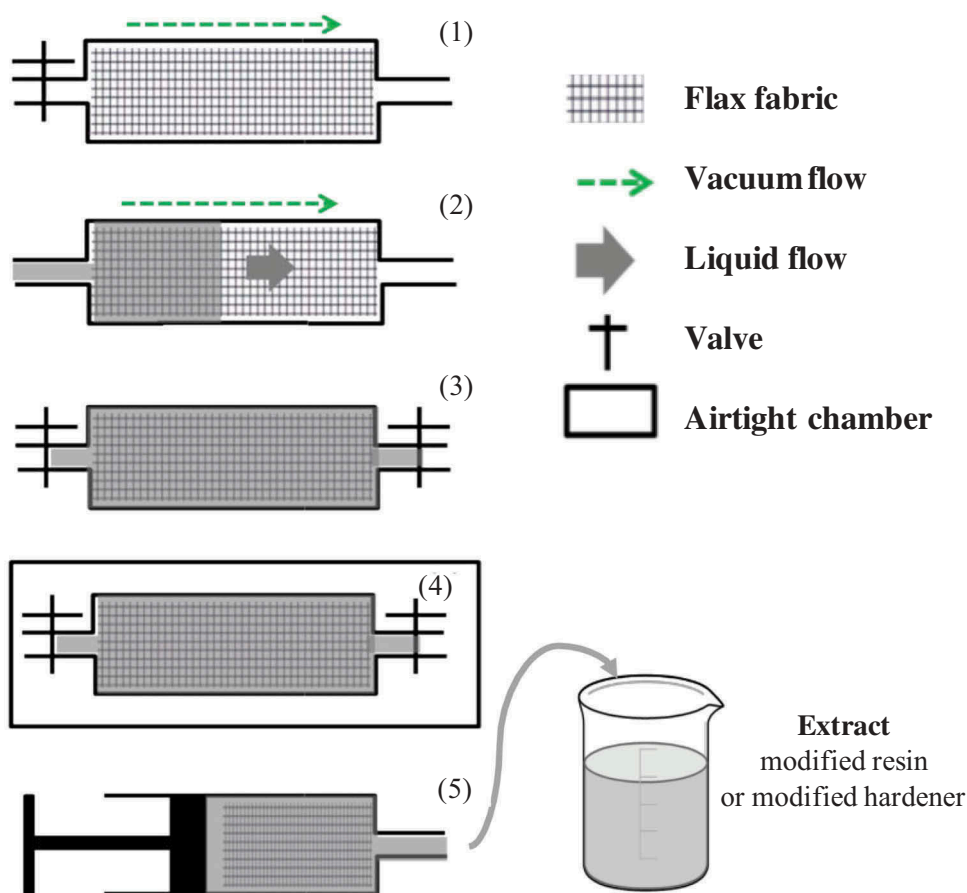 (1)
(2)
(3)
(4)
(5)
Flax fabric
Vacuum flow
Liquid flow
Valve
Airtight chamber
Extract
modified resin
or modified hardener